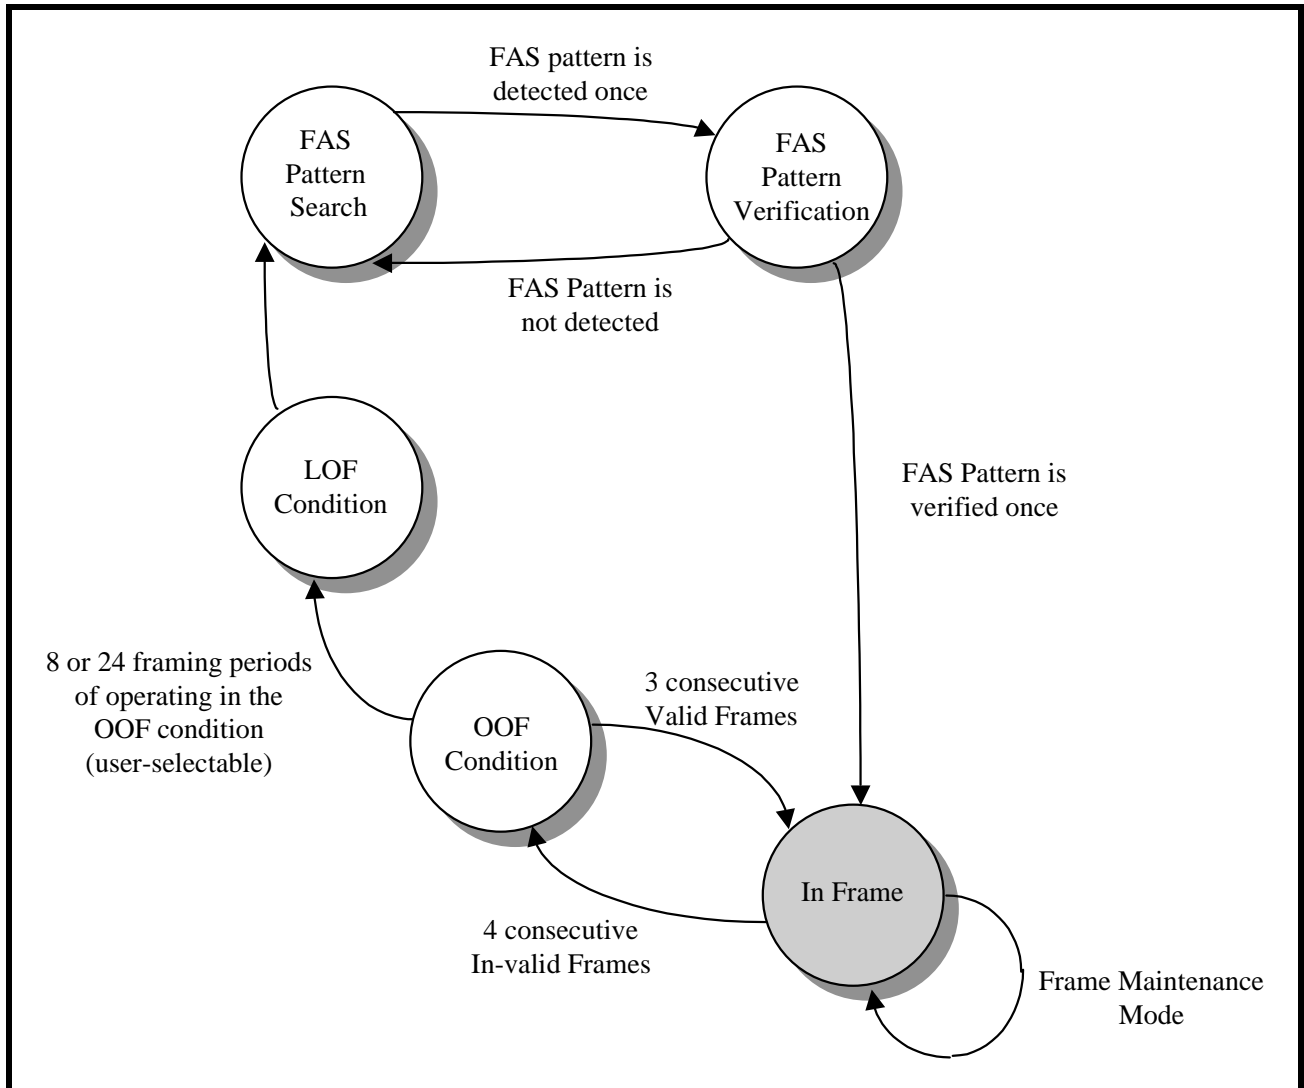 FAS pattern is
detected once
FAS
Pattern
Search
FAS
Pattern
Verification
FAS Pattern is
not detected
LOF
Condition
FAS Pattern is
verified once
8 or 24 framing periods
of operating in the
OOF condition
(user-selectable)
3 consecutive
Valid Frames
OOF
Condition
In Frame
4 consecutive
In-valid Frames
Frame Maintenance
Mode